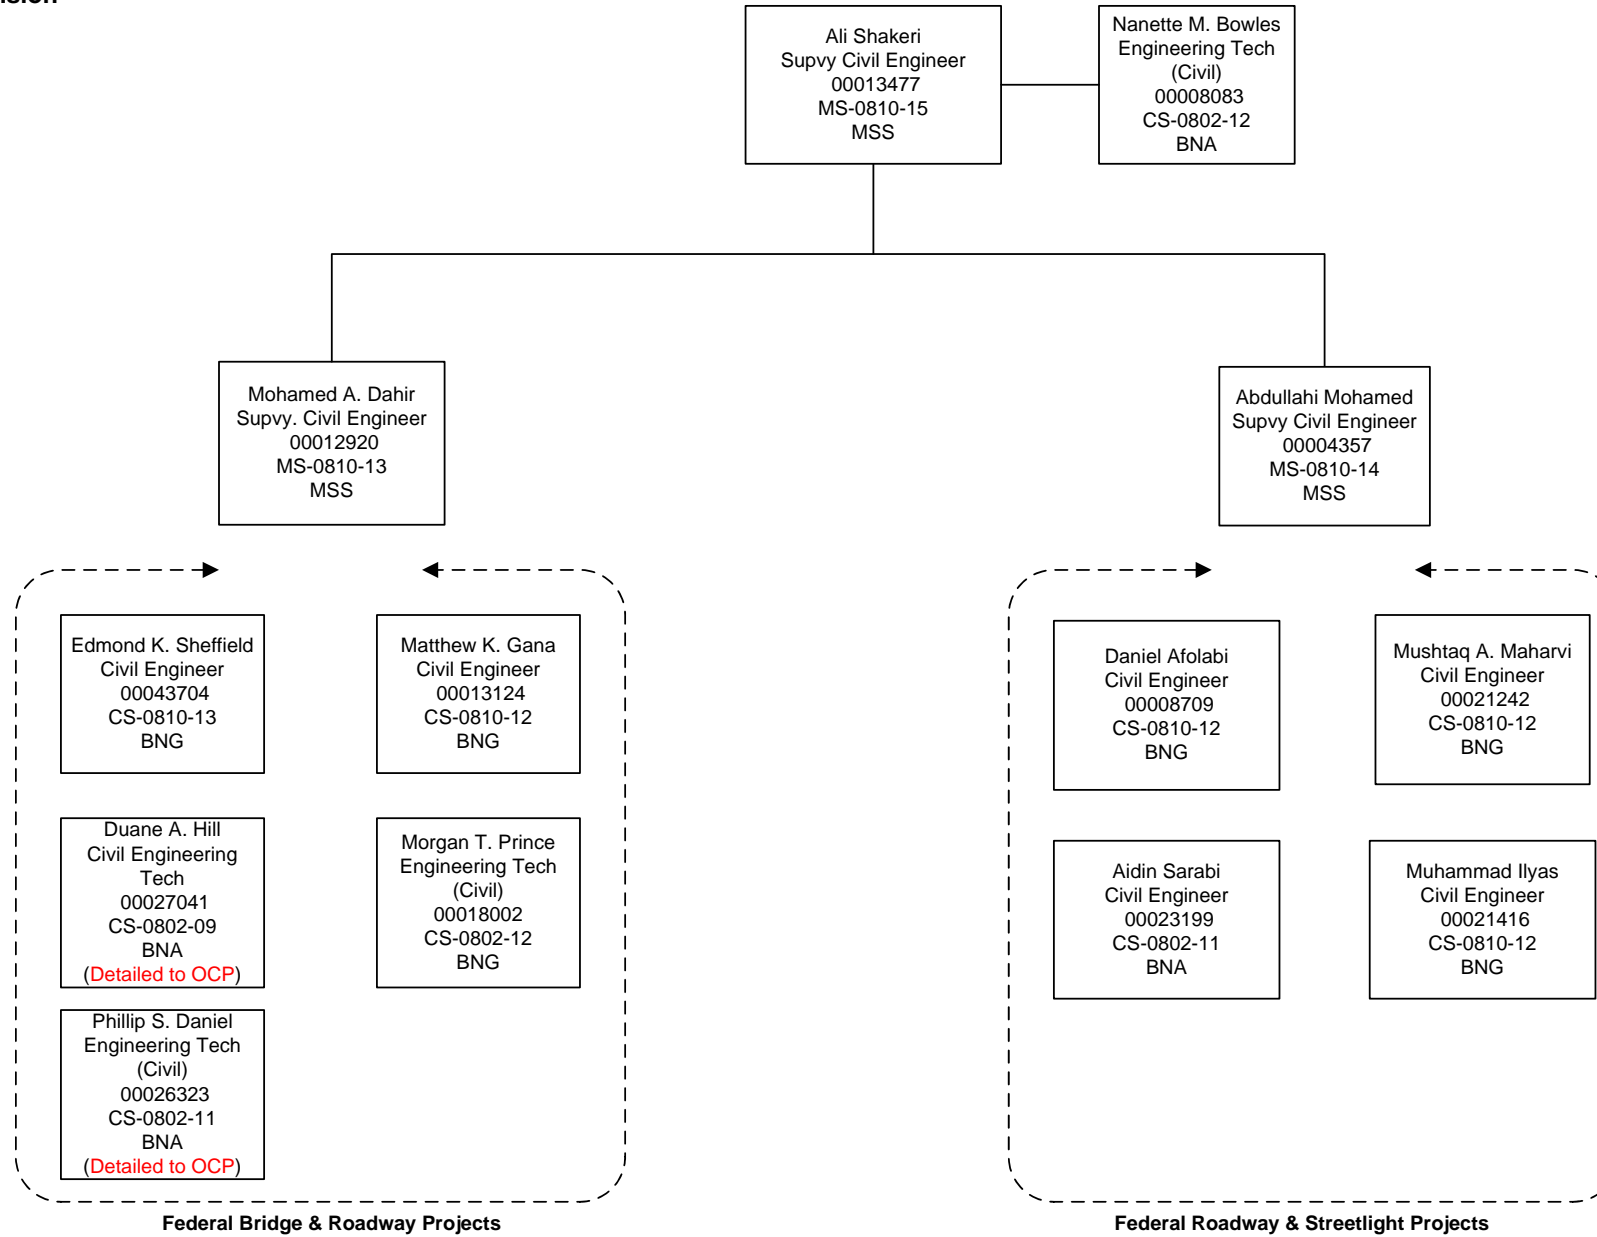 Ali Shakeri
Supvy Civil Engineer
00013477
MS-0810-15
MSS
Nanette M. Bowles
Engineering Tech
(Civil)
00008083
CS-0802-12
BNA
Mohamed A. Dahir
Supvy. Civil Engineer
00012920
MS-0810-13
MSS
Abdullahi Mohamed
Supvy Civil Engineer
00004357
MS-0810-14
MSS
Edmond K. Sheffield
Civil Engineer
00043704
CS-0810-13
BNG
Matthew K. Gana
Civil Engineer
00013124
CS-0810-12
BNG
Duane A. Hill
Civil Engineering
Tech
00027041
CS-0802-09
BNA
(Detailed to OCP)
Morgan T. Prince
Engineering Tech
(Civil)
00018002
CS-0802-12
BNG
Phillip S. Daniel
Engineering Tech
(Civil)
00026323
CS-0802-11
BNA
(Detailed to OCP)
Federal Bridge & Roadway Projects
Daniel Afolabi
Civil Engineer
00008709
CS-0810-12
BNG
Mushtaq A. Maharvi
Civil Engineer
00021242
CS-0810-12
BNG
Aidin Sarabi
Civil Engineer
00023199
CS-0802-11
BNA
Muhammad Ilyas
Civil Engineer
00021416
CS-0810-12
BNG
Federal Roadway & Streetlight Projects